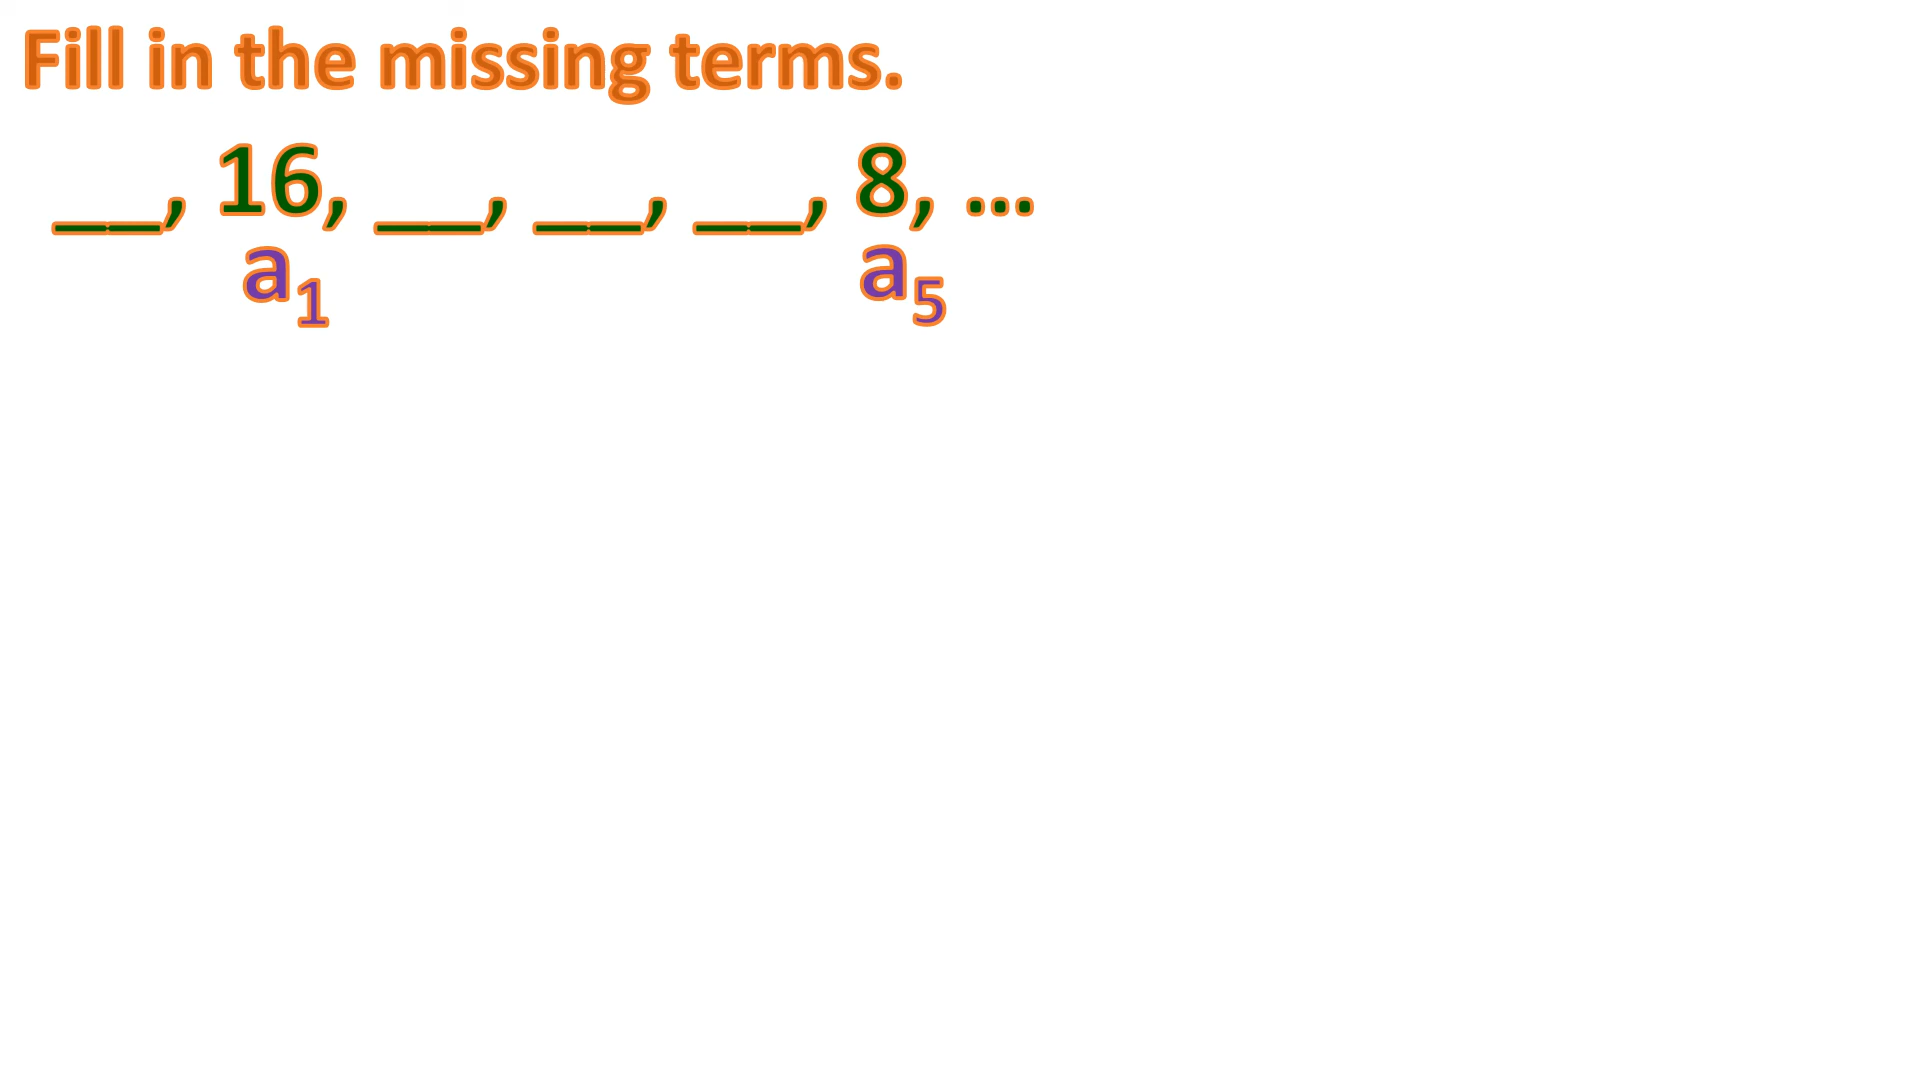 Fill in the missing terms.
__, 16, __, __, __, 8, ...
a₁ a₅